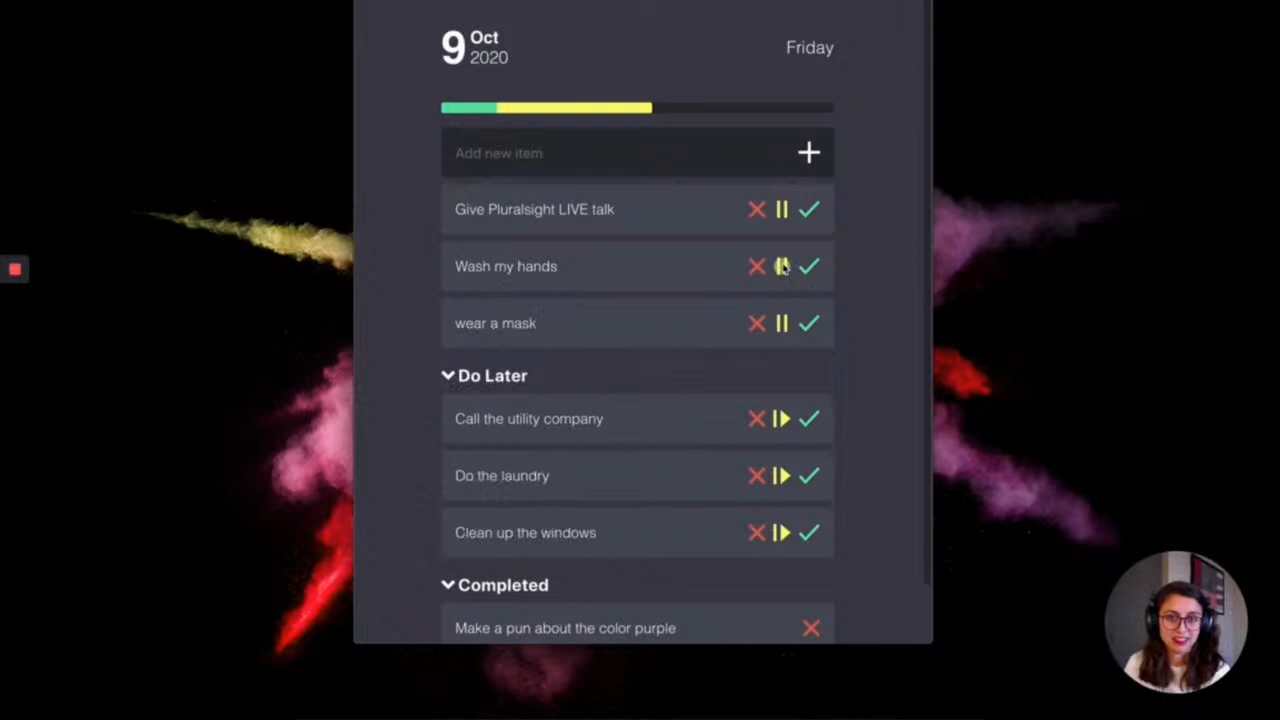 9 Oct
2020
Friday
Add new item
Give Pluralsight LIVE talk
Wash my hands
wear a mask
Do Later
Call the utility company
Do the laundry
Clean up the windows
Completed
Make a pun about the color purple